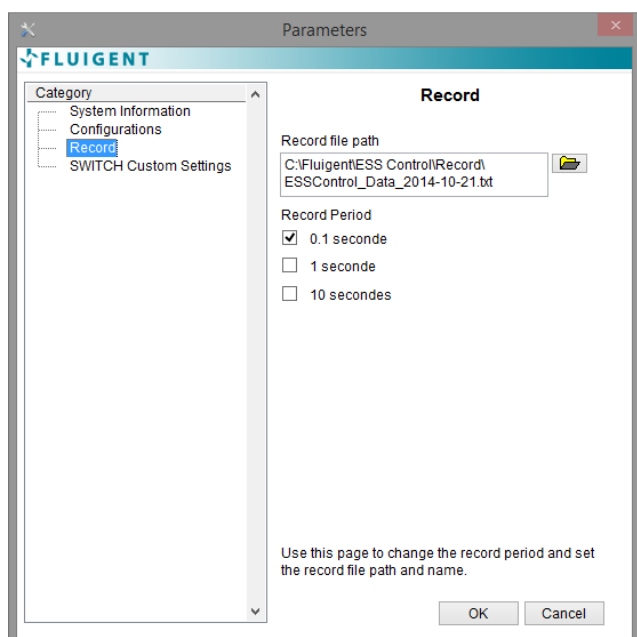 Parameters
FLUIGENT
Category
System Information
Configurations
Record
SWITCH Custom Settings
Record
Record file path
C:\Fluigent\ESS Control\Record\
ESSControl_Data_2014-10-21.txt
Record Period
0.1 seconde
1 seconde
10 secondes
Use this page to change the record period and set
the record file path and name.
OK
Cancel